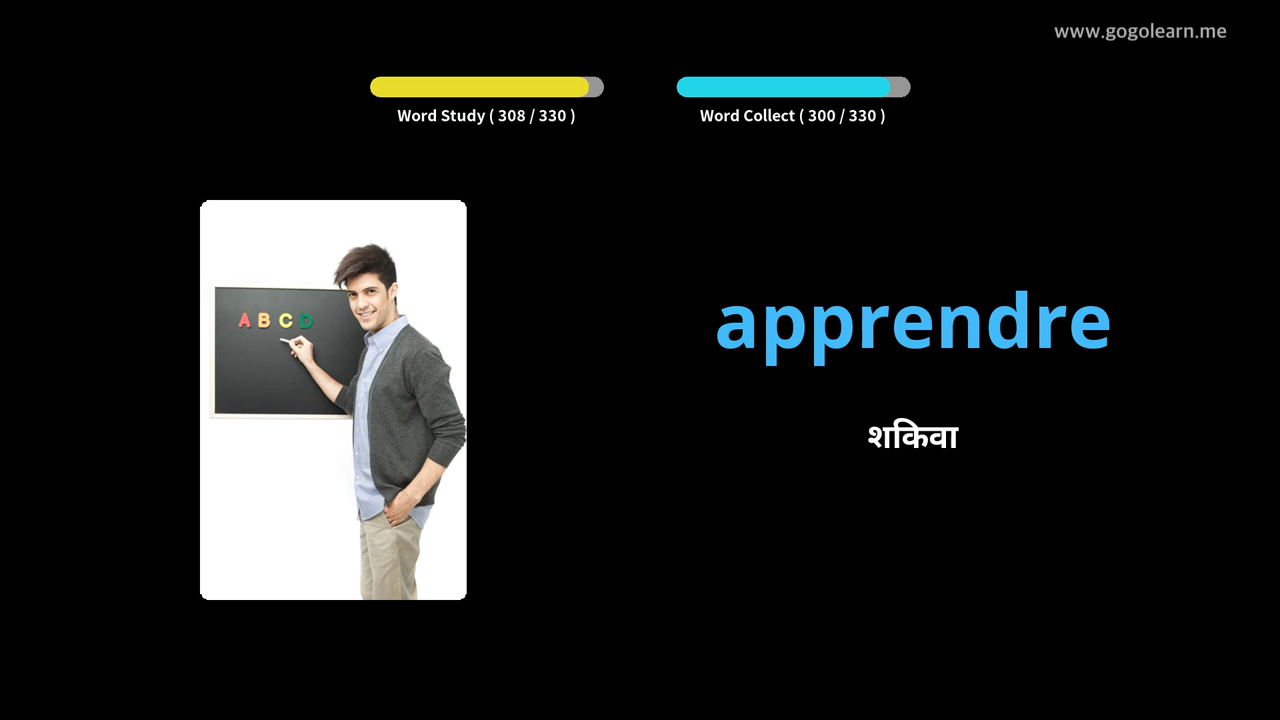 www.gogolearn.me
Word Study ( 308 / 330 )
Word Collect ( 300 / 330 )
A B C D
apprendre
शकिवा